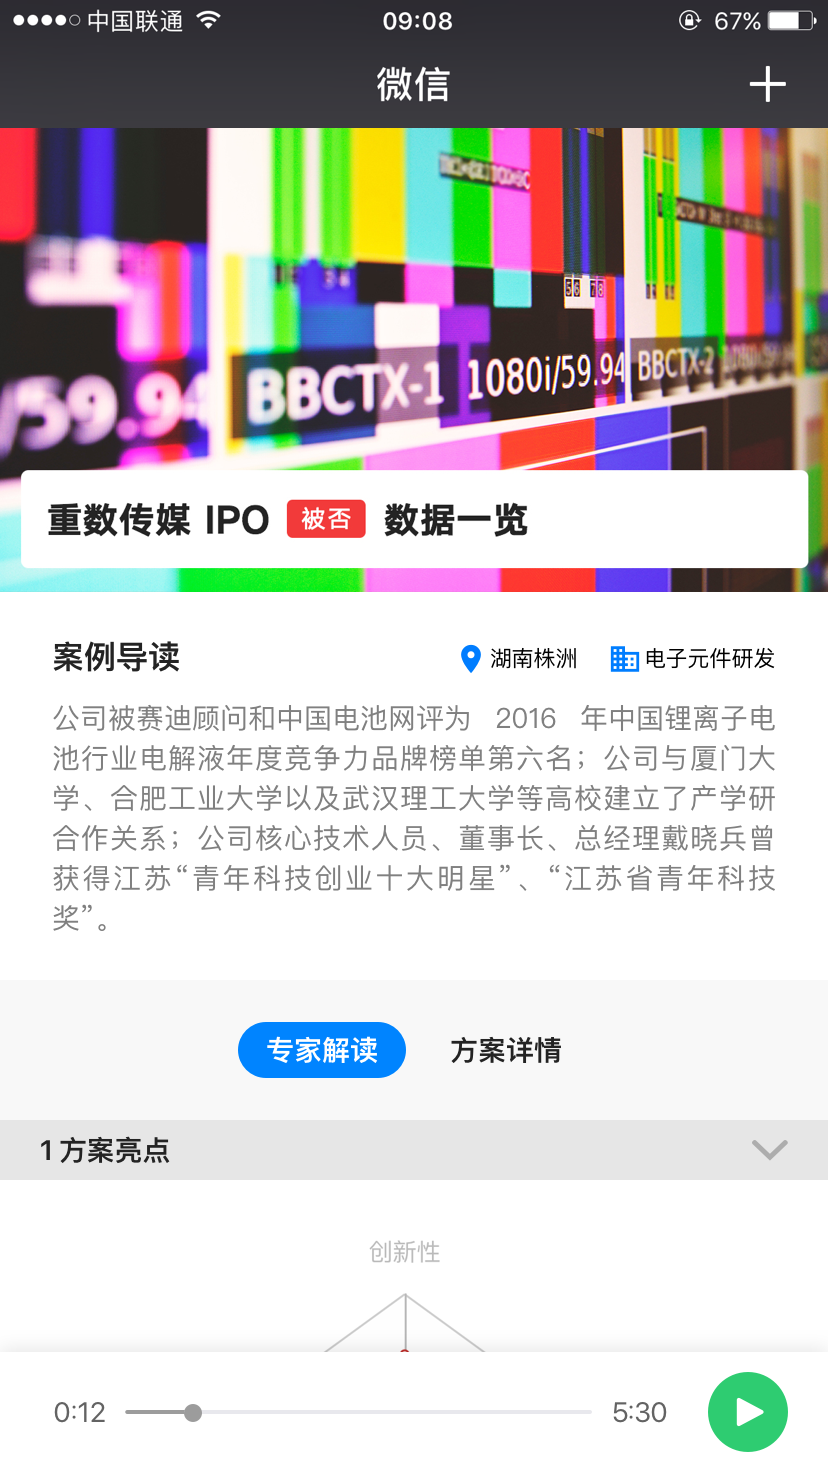 中国联通 09:08 67%
微信
/59.94
BBCTX-1 1080i/59.94 BBCTX-2
重数传媒 IPO 被否 数据一览
案例导读 湖南株洲 电子元件研发
公司被赛迪顾问和中国电池网评为 2016 年中国锂离子电
池行业电解液年度竞争力品牌榜单第六名；公司与厦门大
学、合肥工业大学以及武汉理工大学等高校建立了产学研
合作关系；公司核心技术人员、董事长、总经理戴晓兵曾
获得江苏“青年科技创业十大明星”、“江苏省青年科技
奖”。
专家解读 方案详情
1 方案亮点
创新性
0:12 5:30